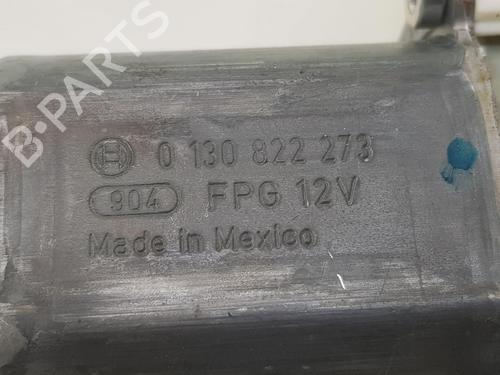 0 130 822 273
904 FPG 12V
Made in Mexico
B-PARTS